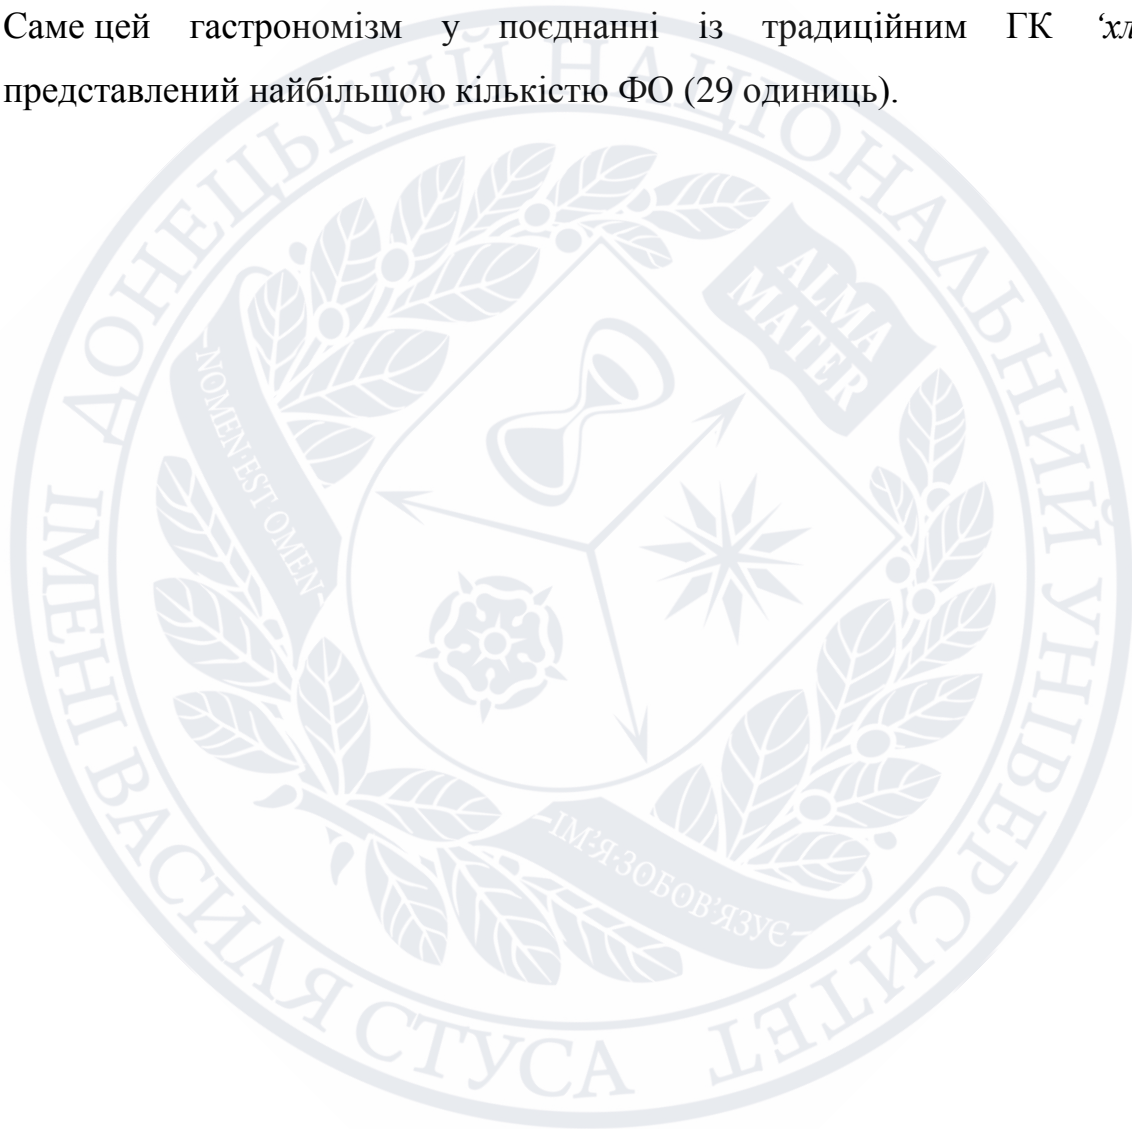 Саме цей гастрономізм у поєднанні із традиційним ГК ‘хл
представлений найбільшою кількістю ФО (29 одиниць).
ДОНЕЦЬКИЙ НАЦІОНАЛЬНИЙ УНІВЕРСИТЕТ
ІМЕНІ ВАСИЛЯ СТУСА
ALMA
MATER
NOMEN EST OMEN
ІМ'Я ЗОБОВ'ЯЗУЄ